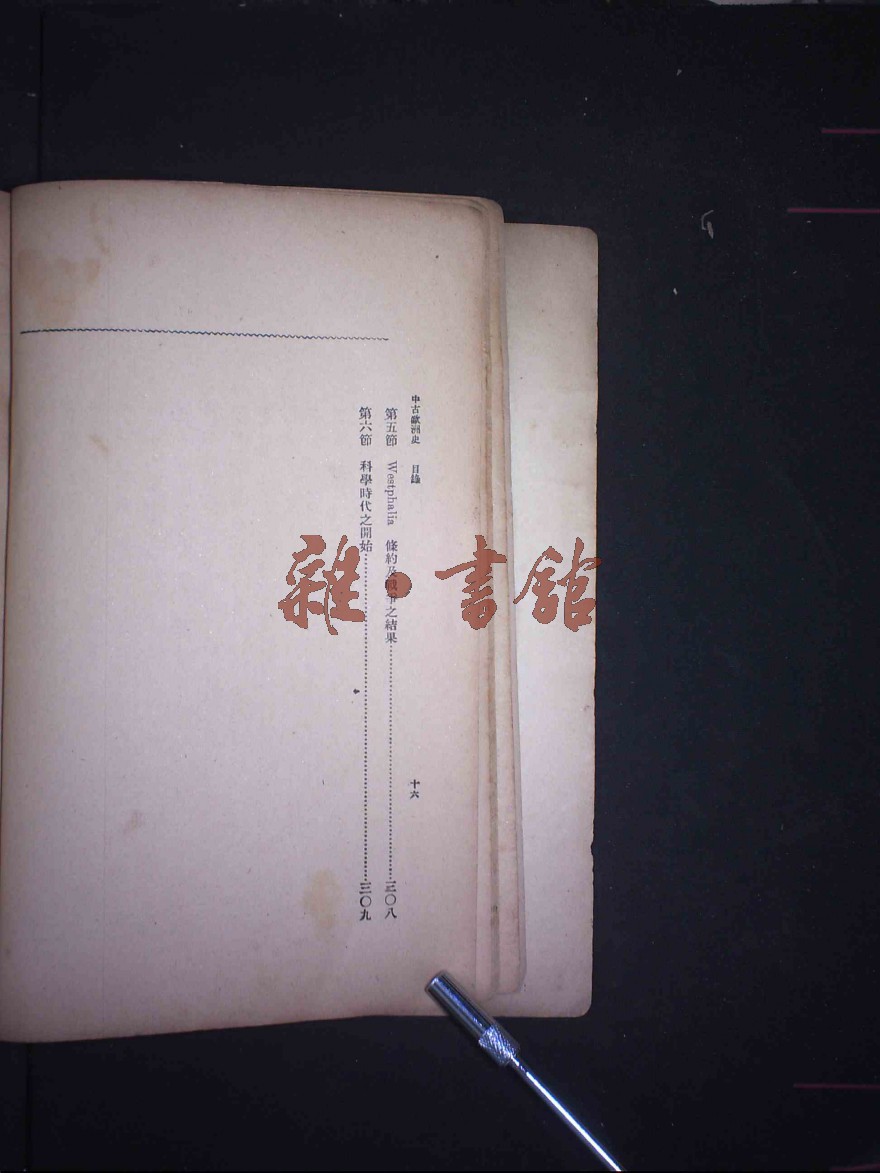 中古歐洲史 目錄 十六
第五節 Westphalia 條約及戰爭之結果……三〇八
第六節 科學時代之開始……三〇九
雜·書館